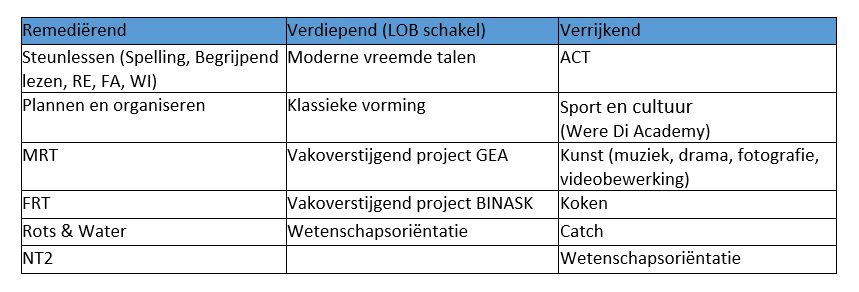 Remediërend Verdiepend (LOB schakel) Verrijkend
Steunlessen (Spelling, Begrijpend Moderne vreemde talen ACT
lezen, RE, FA, WI)
Plannen en organiseren Klassieke vorming Sport en cultuur
(Were Di Academy)
MRT Vakoverstijgend project GEA Kunst (muziek, drama, fotografie,
videobewerking)
FRT Vakoverstijgend project BINASK Koken
Rots & Water Wetenschapsoriëntatie Catch
NT2 Wetenschapsoriëntatie